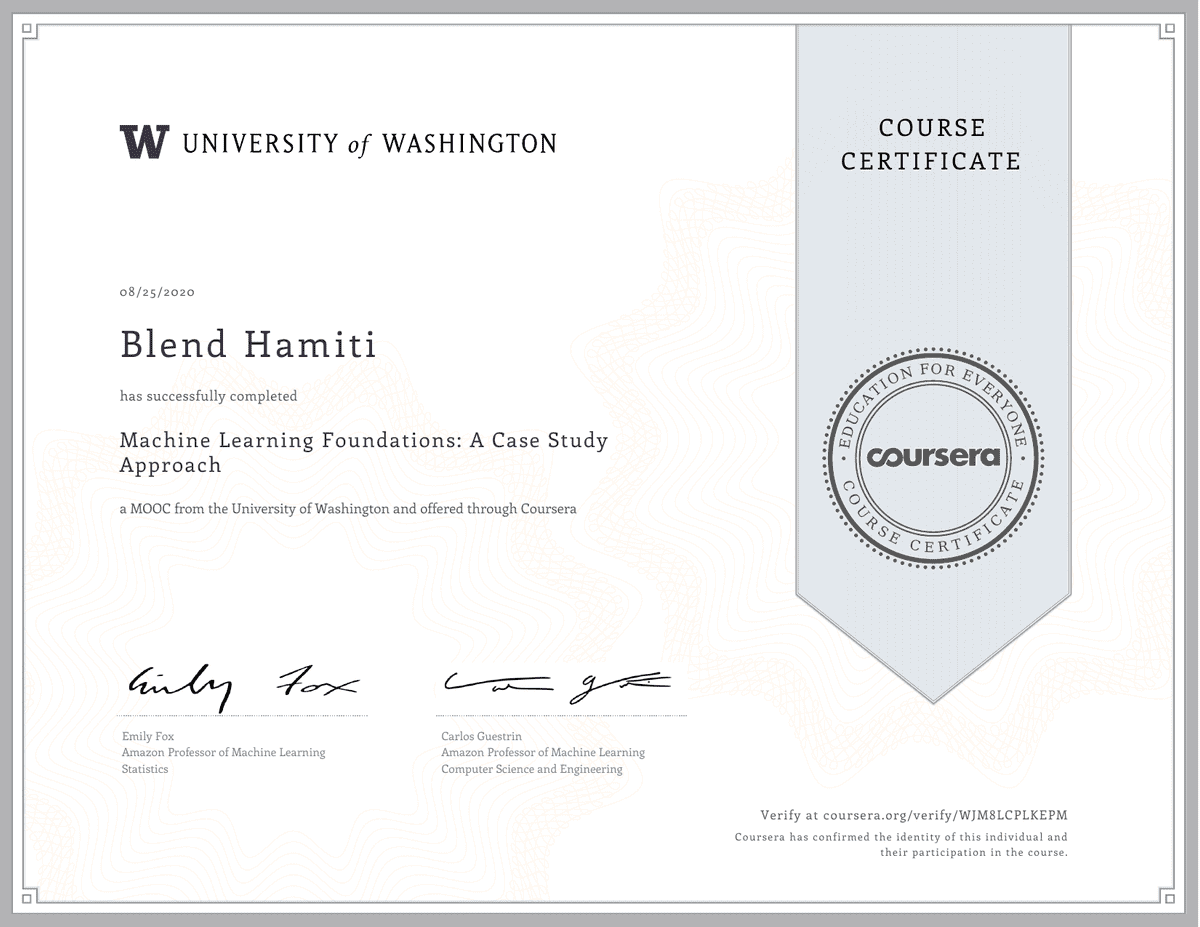 W UNIVERSITY of WASHINGTON
COURSE
CERTIFICATE
08/25/2020
Blend Hamiti
has successfully completed
Machine Learning Foundations: A Case Study
Approach
a MOOC from the University of Washington and offered through Coursera
EDUCATION FOR EVERYONE
coursera
COURSE CERTIFICATE
Emily Fox
Emily Fox
Amazon Professor of Machine Learning
Statistics
Carlos Guestrin
Amazon Professor of Machine Learning
Computer Science and Engineering
Verify at coursera.org/verify/WJM8LCPLKEPM
Coursera has confirmed the identity of this individual and
their participation in the course.